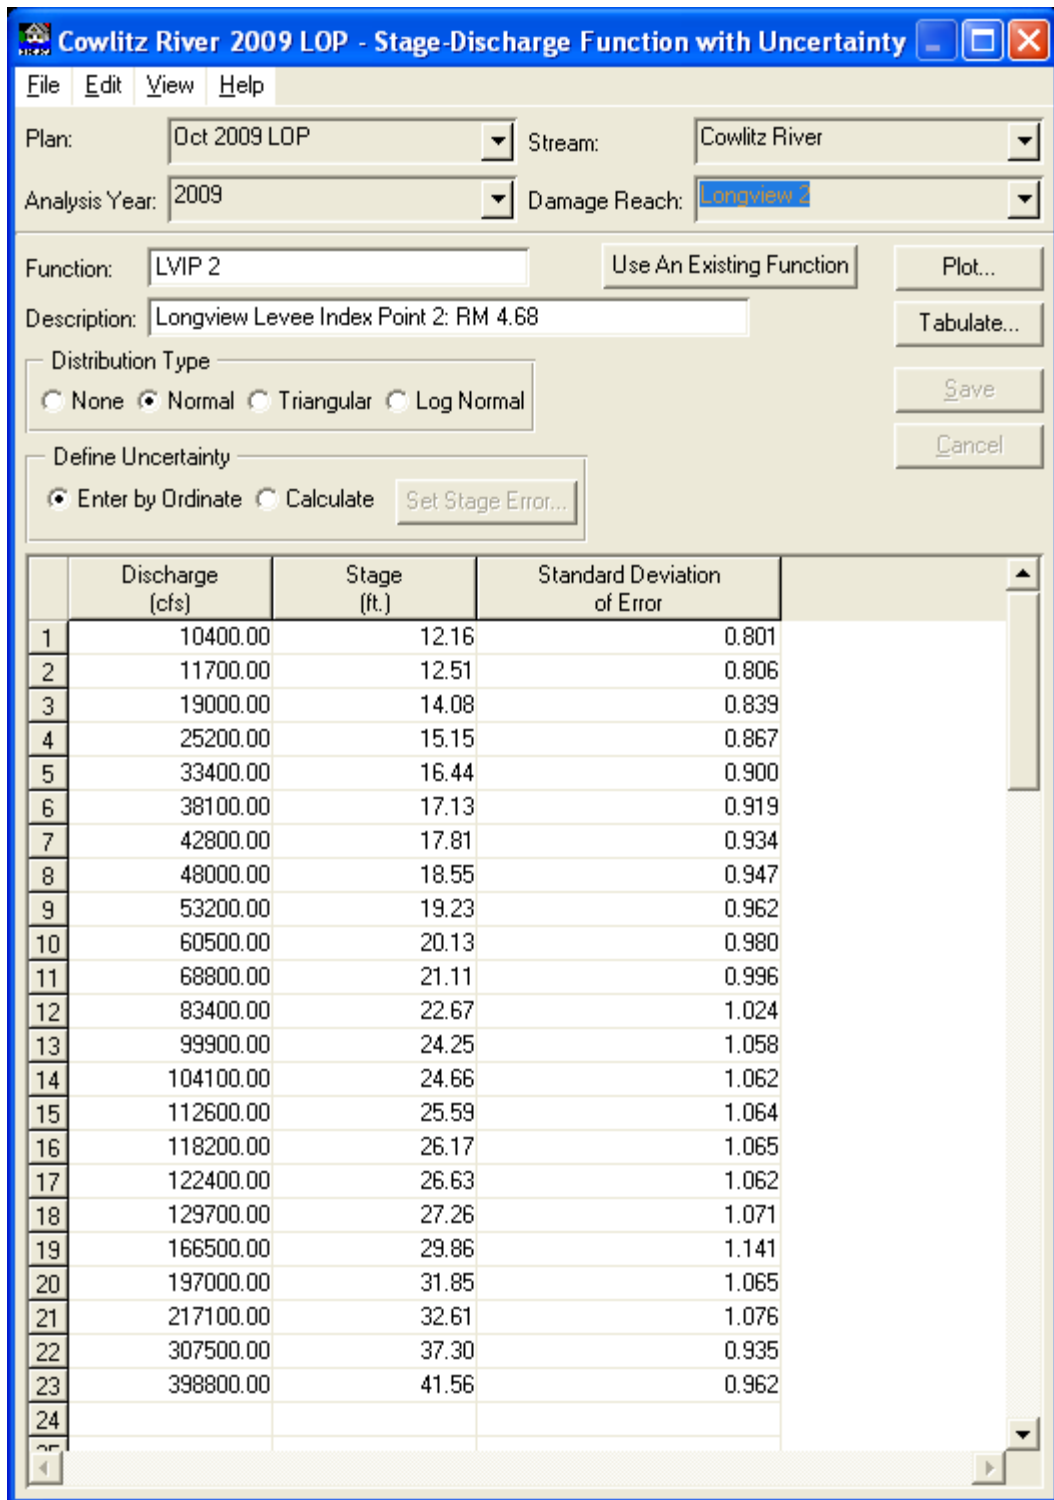 Cowlitz River 2009 LOP - Stage-Discharge Function with Uncertainty
File Edit View Help
Plan: Oct 2009 LOP Stream: Cowlitz River
Analysis Year: 2009 Damage Reach: Longview 2
Function: LVIP 2 Use An Existing Function Plot...
Description: Longview Levee Index Point 2: RM 4.68 Tabulate...
Distribution Type
None Normal Triangular Log Normal Save
Define Uncertainty Cancel
Enter by Ordinate Calculate Set Stage Error...
Discharge (cfs) Stage (ft.) Standard Deviation of Error
1 10400.00 12.16 0.801
2 11700.00 12.51 0.806
3 19000.00 14.08 0.839
4 25200.00 15.15 0.867
5 33400.00 16.44 0.900
6 38100.00 17.13 0.919
7 42800.00 17.81 0.934
8 48000.00 18.55 0.947
9 53200.00 19.23 0.962
10 60500.00 20.13 0.980
11 68800.00 21.11 0.996
12 83400.00 22.67 1.024
13 99900.00 24.25 1.058
14 104100.00 24.66 1.062
15 112600.00 25.59 1.064
16 118200.00 26.17 1.065
17 122400.00 26.63 1.062
18 129700.00 27.26 1.071
19 166500.00 29.86 1.141
20 197000.00 31.85 1.065
21 217100.00 32.61 1.076
22 307500.00 37.30 0.935
23 398800.00 41.56 0.962
24